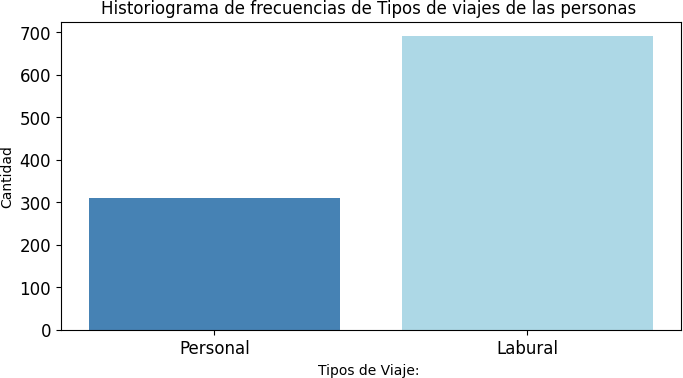 Historiograma de frecuencias de Tipos de viajes de las personas
Cantidad
700
600
500
400
300
200
100
0
Personal
Labural
Tipos de Viaje: